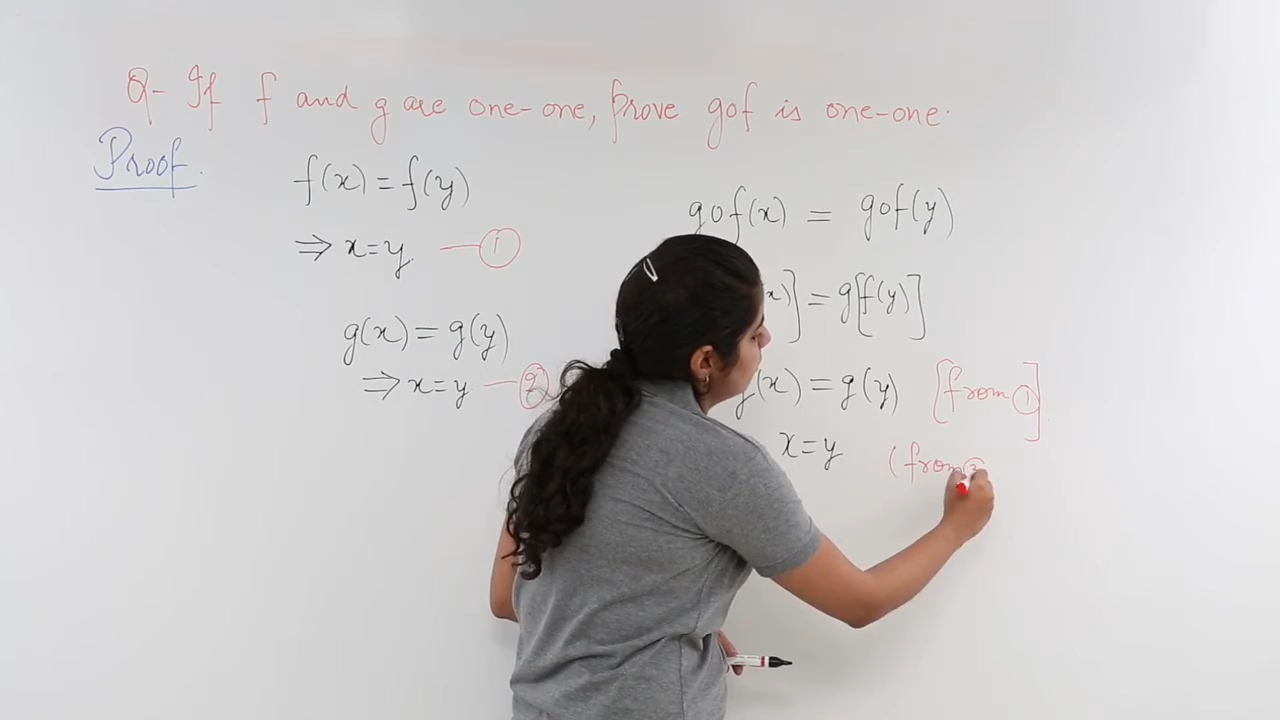 Q- If f and g are one-one, prove gof is one-one.
Proof.
f(x) = f(y)
⇒ x=y. — 1
g(x) = g(y)
⇒ x=y — 2
gof(x) = gof(y)
x)] = g[f(y)]
g(x) = g(y) [from 1]
x=y (from 2